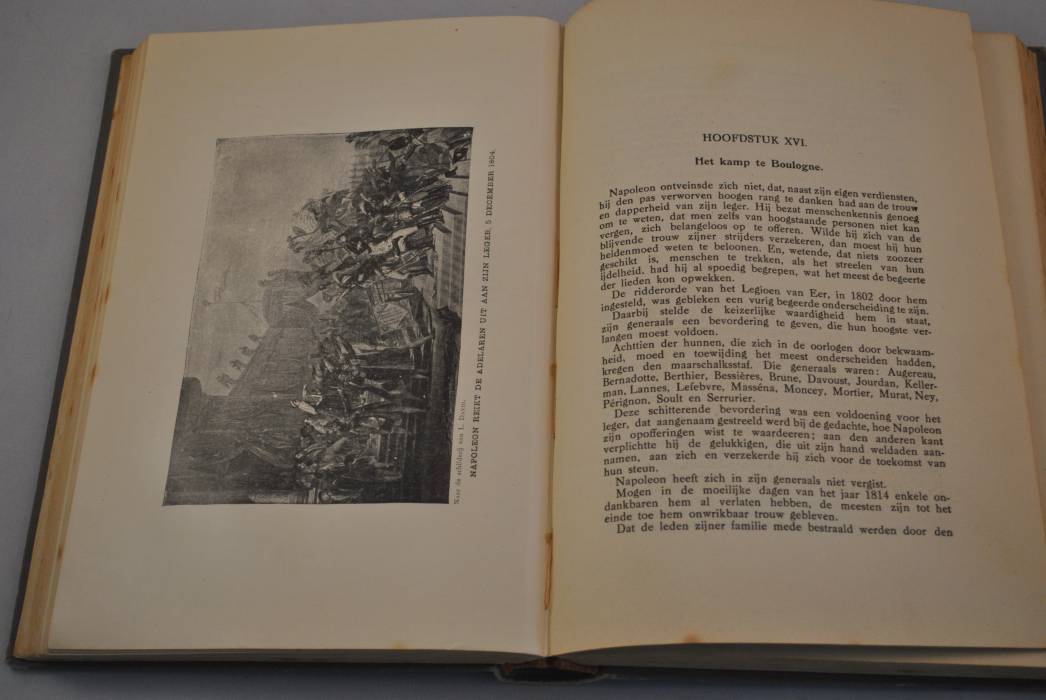 Naar de schilderij van L. David.
NAPOLEON REIKT DE ADELAREN UIT AAN ZIJN LEGER, 5 DECEMBER 1804.
HOOFDSTUK XVI.
Het kamp te Boulogne.
Napoleon ontveinsde zich niet, dat, naast zijn eigen verdiensten,
hij den pas verworven hoogen rang te danken had aan de trouw
en dapperheid van zijn leger. Hij bezat menschenkennis genoeg
om te weten, dat men zelfs van hoogstaande personen niet kan
vergen, zich belangeloos op te offeren. Wilde hij zich van de
blijvende trouw zijner strijders verzekeren, dan moest hij hun
heldenmoed weten te beloonen. En, wetende, dat niets zoozeer
geschikt is, menschen te trekken, als het streelen van hun
ijdelheid, had hij al spoedig begrepen, wat het meest de begeerte
der lieden kon opwekken.
De ridderorde van het Legioen van Eer, in 1802 door hem
ingesteld, was gebleken een vurig begeerde onderscheiding te zijn.
Daarbij stelde de keizerlijke waardigheid hem in staat,
zijn generaals een bevordering te geven, die hun hoogste ver-
langen moest voldoen.
Achttien der hunnen, die zich in de oorlogen door bekwaam-
heid, moed en toewijding het meest onderscheiden hadden,
kregen den maarschalksstaf. Die generaals waren: Augereau,
Bernadotte, Berthier, Bessières, Brune, Davoust, Jourdan, Keller-
man, Lannes, Lefebvre, Masséna, Moncey, Mortier, Murat, Ney,
Pérignon, Soult en Serrurier.
Deze schitterende bevordering was een voldoening voor het
leger, dat aangenaam gestreeld werd bij de gedachte, hoe Napoleon
zijn opofferingen wist te waardeeren; aan den anderen kant
verplichtte hij de gelukkigen, die uit zijn hand weldaden aan-
namen, aan zich en verzekerde hij zich voor de toekomst van
hun steun.
Napoleon heeft zich in zijn generaals niet vergist.
Mogen in de moeilijke dagen van het jaar 1814 enkele on-
dankbaren hem al verlaten hebben, de meesten zijn tot het
einde toe hem onwrikbaar trouw gebleven.
Dat de leden zijner familie mede bestraald werden door den